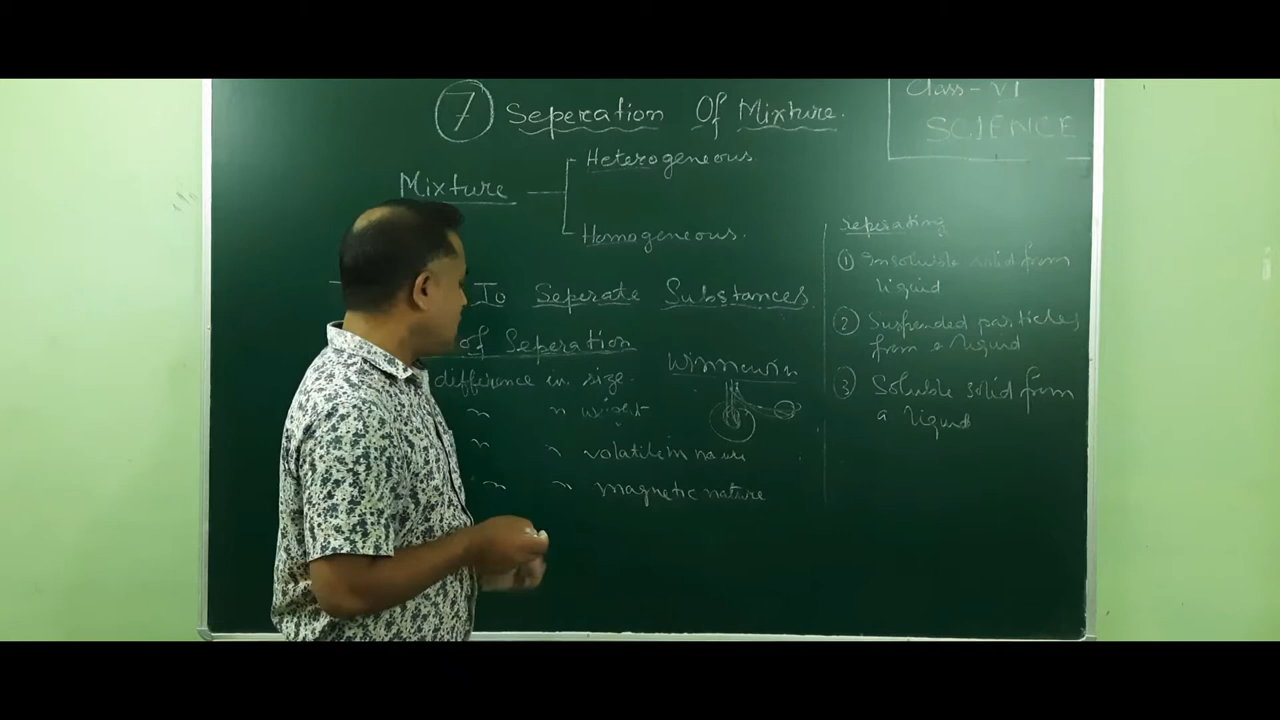 7 Seperation Of Mixture.
Class - VI
SCIENCE
Mixture
Heterogeneous
Homogeneous.
To Seperate Substances
of Seperation
difference in size.
" " weight
" " volatile in nature
" " magnetic nature
Winnowin
seperating
1 Insoluble solid from
liquid
2 Suspended particles
from a liquid
3 Soluble solid from
a liquid